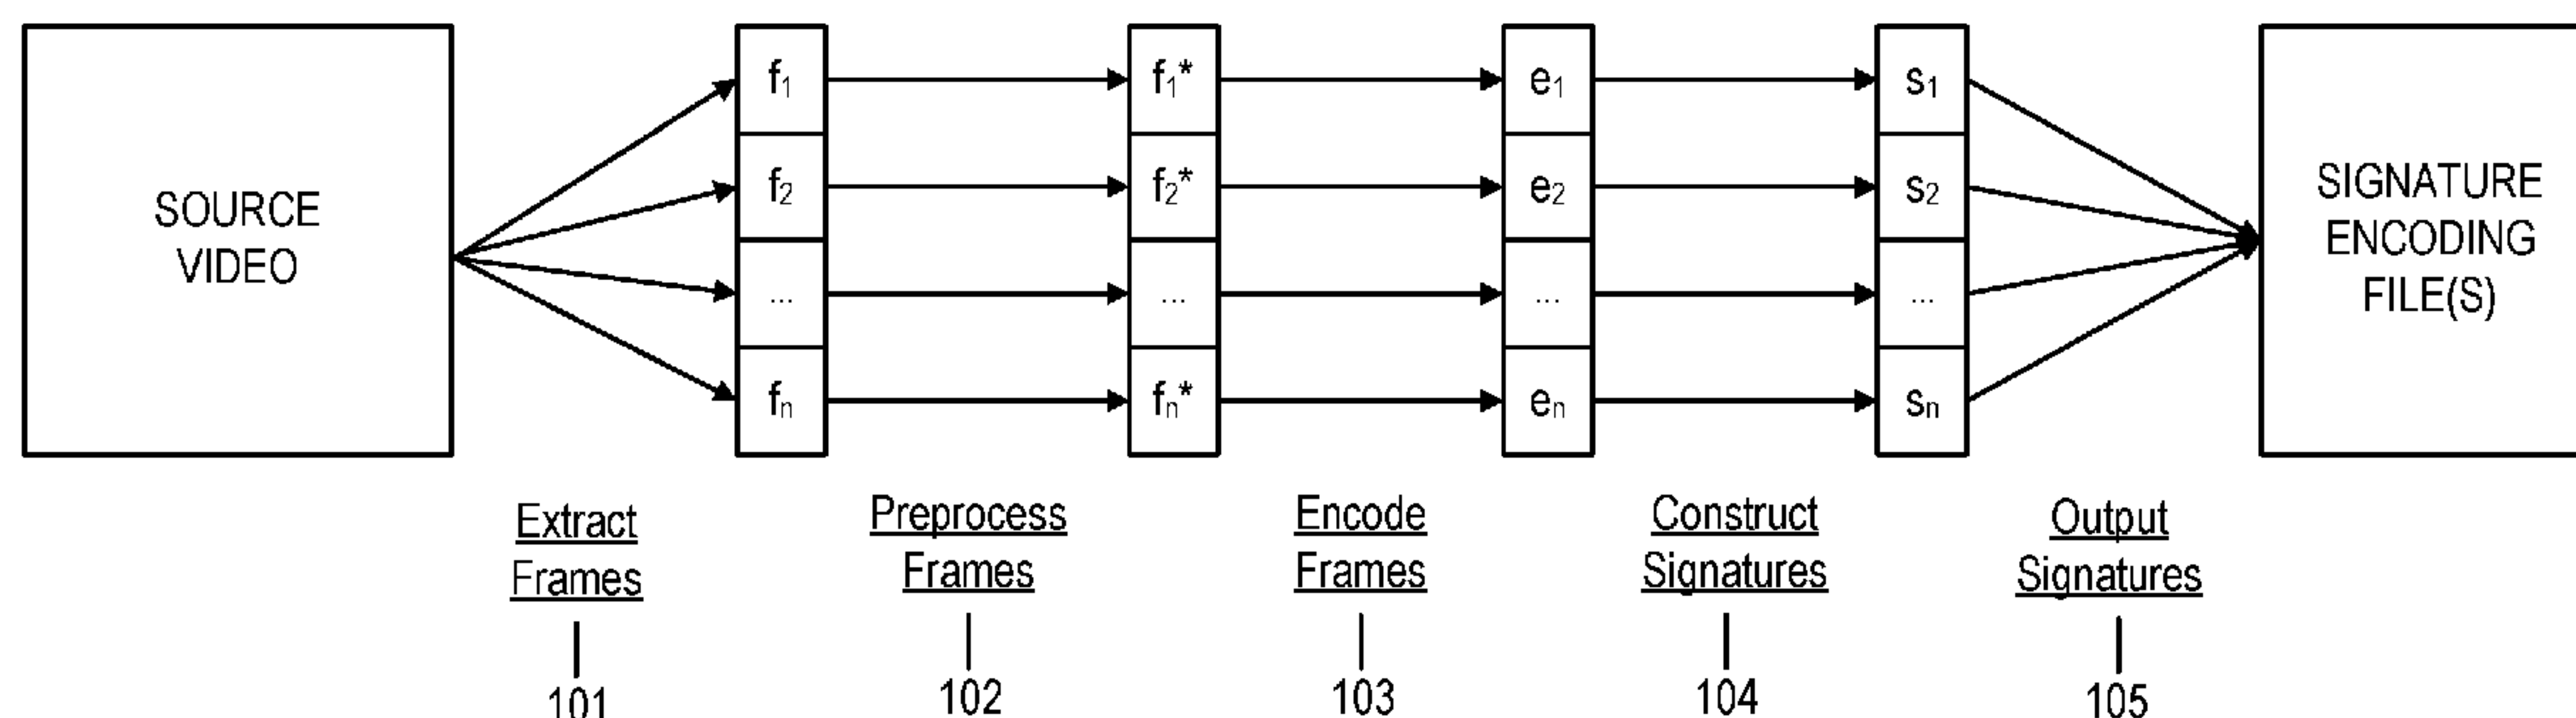 SOURCE
VIDEO
f₁
f₂
...
fₙ
f₁*
f₂*
...
fₙ*
e₁
e₂
...
eₙ
s₁
s₂
...
sₙ
SIGNATURE
ENCODING
FILE(S)
Extract
Frames
101
Preprocess
Frames
102
Encode
Frames
103
Construct
Signatures
104
Output
Signatures
105